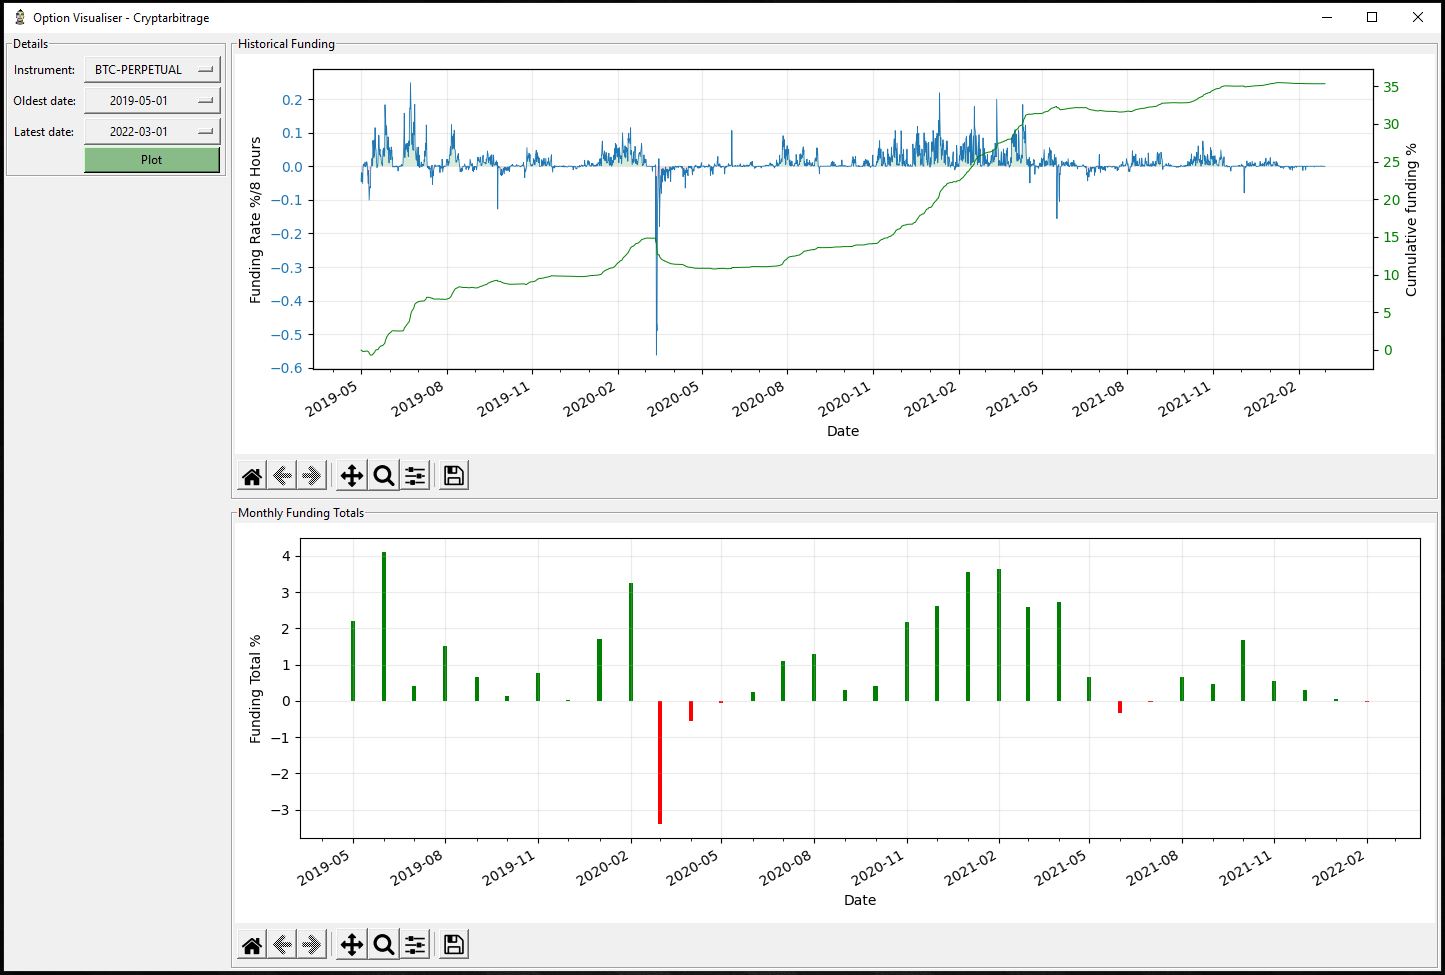 Option Visualiser - Cryptarbitrage
Details
Instrument: BTC-PERPETUAL
Oldest date: 2019-05-01
Latest date: 2022-03-01
Plot
Historical Funding
Funding Rate %/8 Hours
0.2
0.1
0.0
−0.1
−0.2
−0.3
−0.4
−0.5
−0.6
35
30
25
20
15
10
5
0
Cumulative funding %
2019-05 2019-08 2019-11 2020-02 2020-05 2020-08 2020-11 2021-02 2021-05 2021-08 2021-11 2022-02
Date
Monthly Funding Totals
Funding Total %
4
3
2
1
0
−1
−2
−3
2019-05 2019-08 2019-11 2020-02 2020-05 2020-08 2020-11 2021-02 2021-05 2021-08 2021-11 2022-02
Date